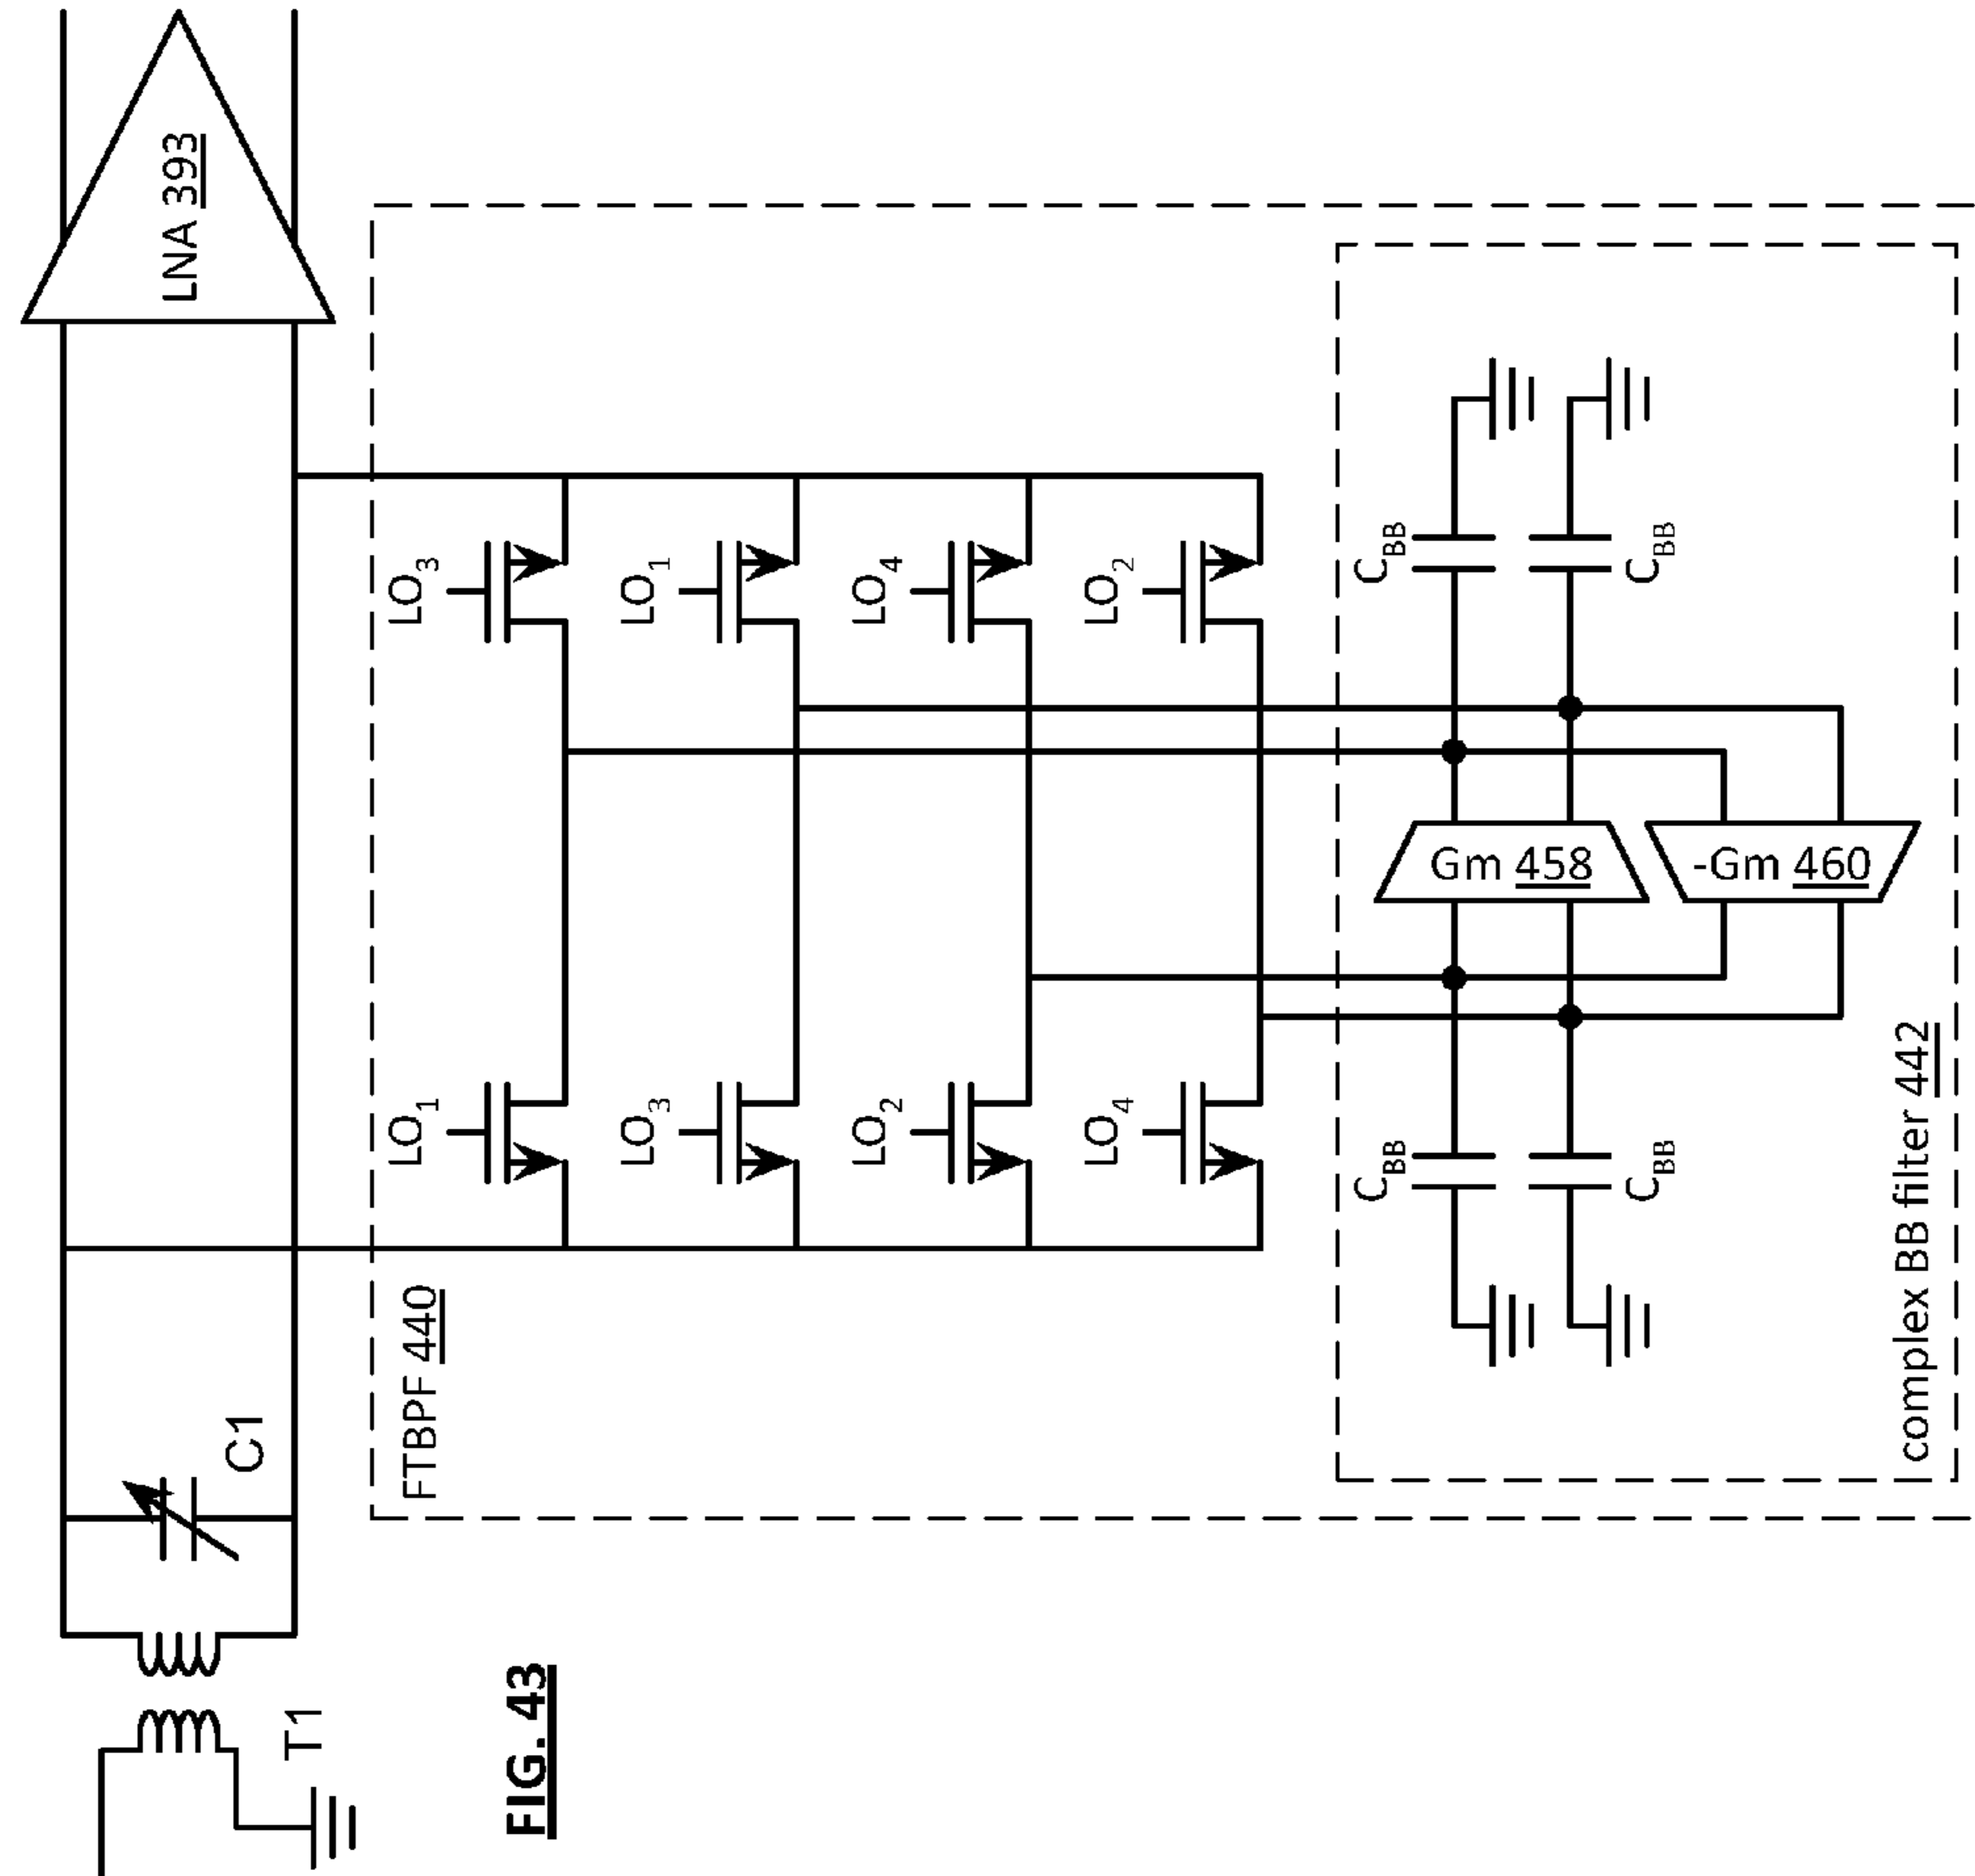 LNA 393
C1
T1
FTBPF 440
LO1
LO3
LO3
LO1
LO2
LO4
LO4
LO2
CBB
CBB
CBB
CBB
Gm 458
-Gm 460
complex BB filter 442
FIG. 43